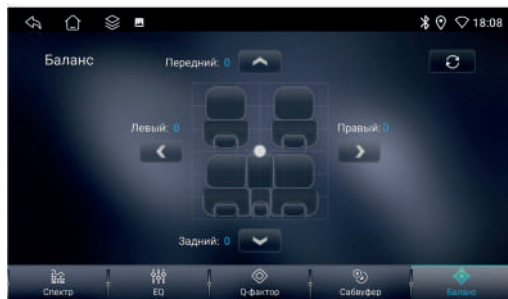 18:08
Баланс
Передний: 0
Левый: 0
Правый: 0
Задний: 0
Спектр
EQ
Q-фактор
Сабвуфер
Баланс